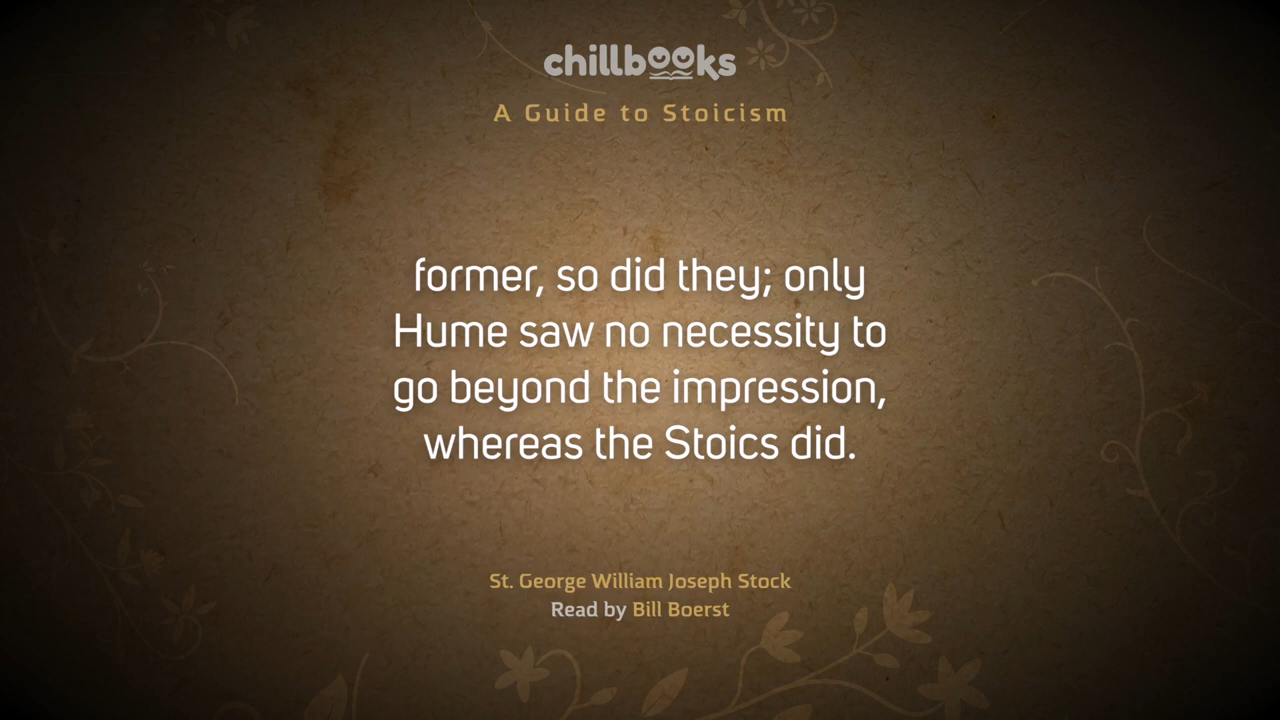 chillbooks
A Guide to Stoicism
former, so did they; only
Hume saw no necessity to
go beyond the impression,
whereas the Stoics did.
St. George William Joseph Stock
Read by Bill Boerst